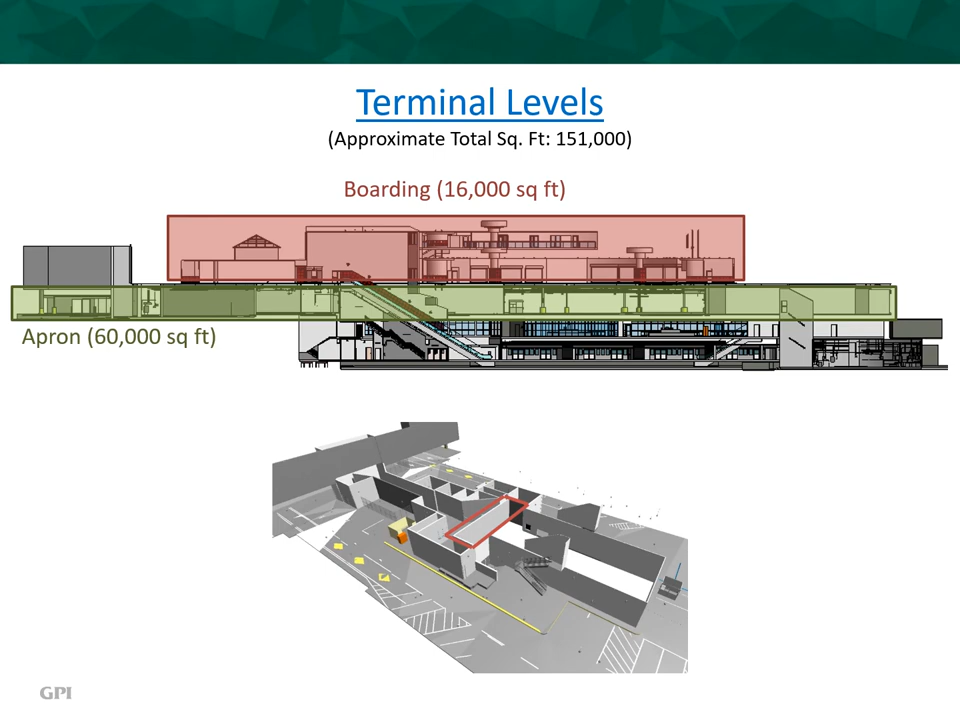 Terminal Levels
(Approximate Total Sq. Ft: 151,000)
Boarding (16,000 sq ft)
Apron (60,000 sq ft)
GPI